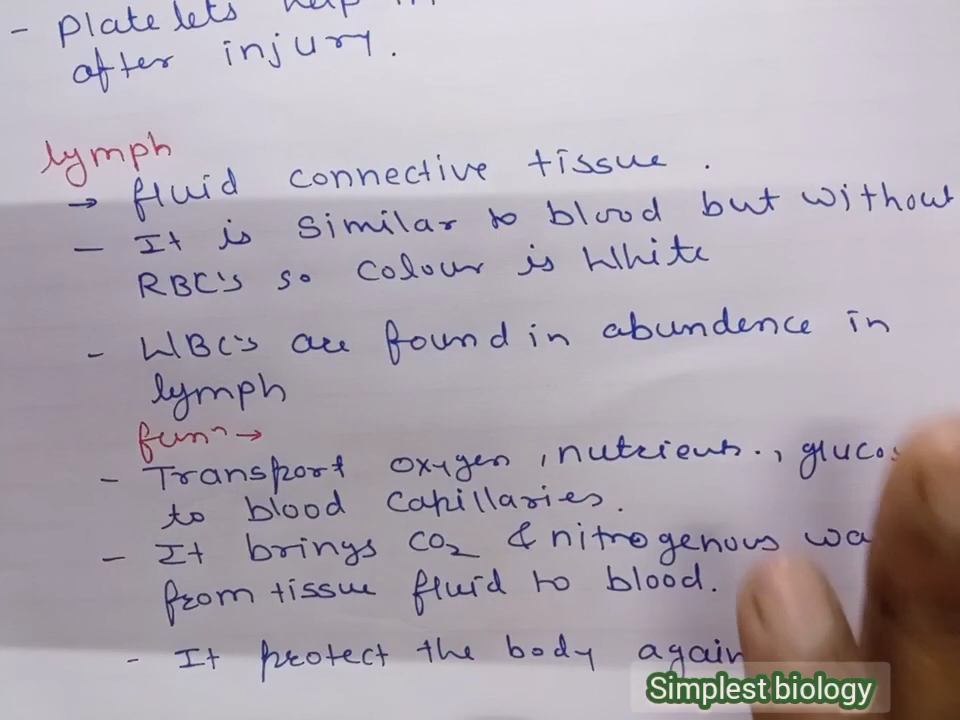 - Platelets help
after injury.
lymph
→ fluid connective tissue.
- It is similar to blood but without
RBC's so colour is white
- WBC's are found in abundence in
lymph
funⁿ →
- Transport oxygen, nutrients., gluco
to blood capillaries.
- It brings CO₂ & nitrogenous wa
from tissue fluid to blood.
- It protect the body again
Simplest biology